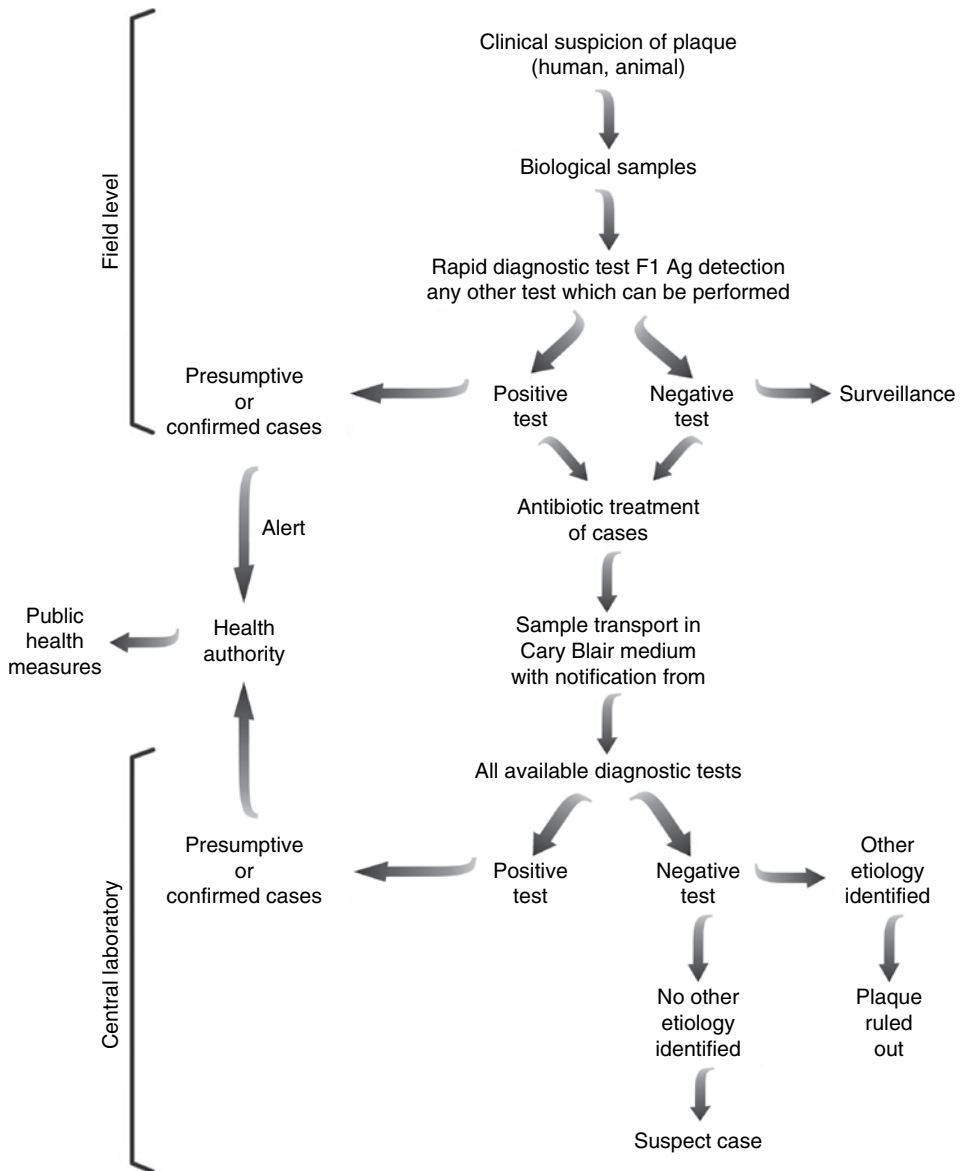 Clinical suspicion of plaque
(human, animal)
Biological samples
Field level
Rapid diagnostic test F1 Ag detection
any other test which can be performed
Presumptive
or
confirmed cases
Positive
test
Negative
test
Surveillance
Antibiotic treatment
of cases
Alert
Public
health
measures
Health
authority
Sample transport in
Cary Blair medium
with notification from
All available diagnostic tests
Central laboratory
Presumptive
or
confirmed cases
Positive
test
Negative
test
Other
etiology
identified
No other
etiology
identified
Plaque
ruled
out
Suspect case